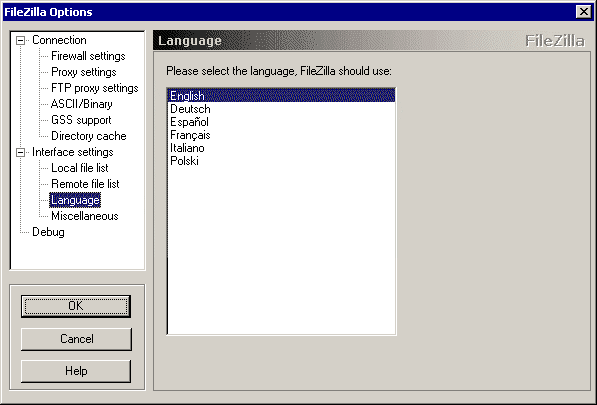 FileZilla Options
Connection
Firewall settings
Proxy settings
FTP proxy settings
ASCII/Binary
GSS support
Directory cache
Interface settings
Local file list
Remote file list
Language
Miscellaneous
Debug
OK
Cancel
Help
Language
FileZilla
Please select the language, FileZilla should use:
English
Deutsch
Español
Français
Italiano
Polski